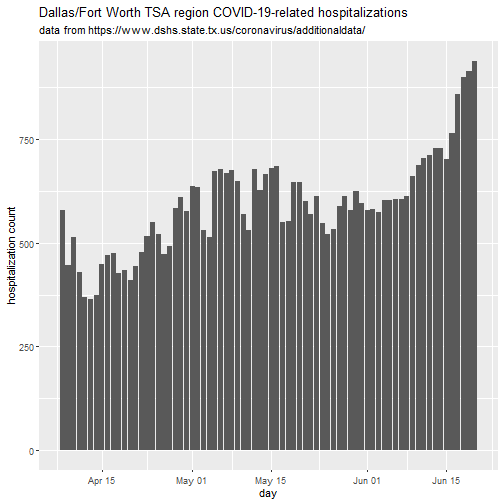 Dallas/Fort Worth TSA region COVID-19-related hospitalizations
data from https://www.dshs.state.tx.us/coronavirus/additionaldata/
hospitalization count
750
500
250
0
Apr 15 May 01 May 15 Jun 01 Jun 15
day